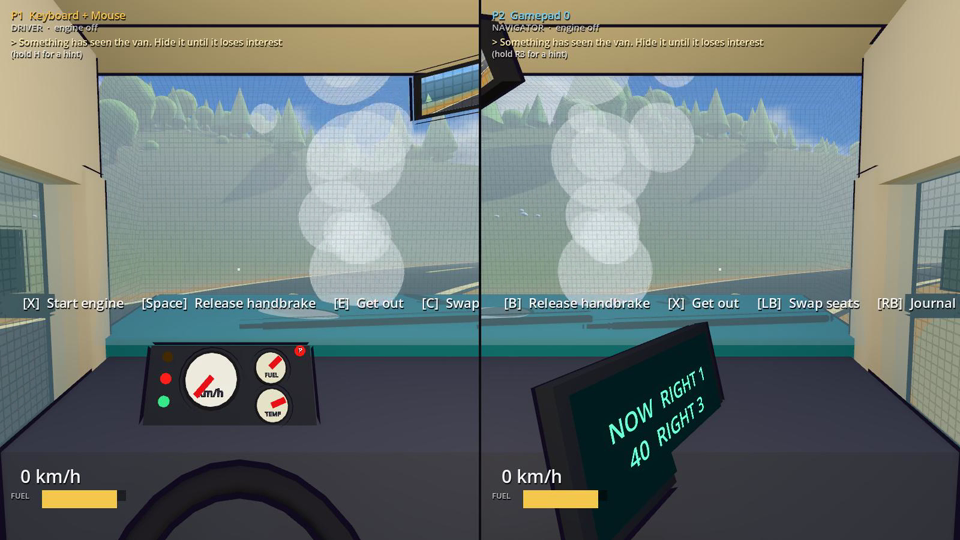 P1 Keyboard + Mouse
DRIVER · engine off
> Something has seen the van. Hide it until it loses interest
(hold H for a hint)
[X] Start engine [Space] Release handbrake [E] Get out [C] Swap
km/h
FUEL
TEMP
P
0 km/h
FUEL
P2 Gamepad 0
NAVIGATOR · engine off
> Something has seen the van. Hide it until it loses interest
(hold R3 for a hint)
[B] Release handbrake [X] Get out [LB] Swap seats [RB] Journal
NOW RIGHT 1
40 RIGHT 3
0 km/h
FUEL